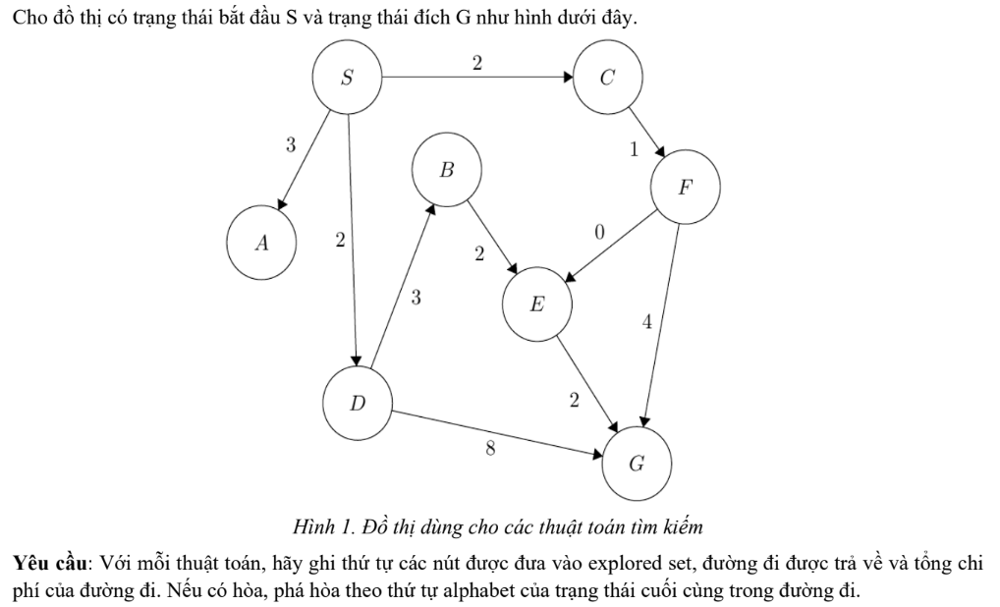 Cho đồ thị có trạng thái bắt đầu S và trạng thái đích G như hình dưới đây.
S
2
C
3
1
B
F
A
2
0
2
3
E
4
D
2
8
G
Hình 1. Đồ thị dùng cho các thuật toán tìm kiếm
Yêu cầu: Với mỗi thuật toán, hãy ghi thứ tự các nút được đưa vào explored set, đường đi được trả về và tổng chi
phí của đường đi. Nếu có hòa, phá hòa theo thứ tự alphabet của trạng thái cuối cùng trong đường đi.